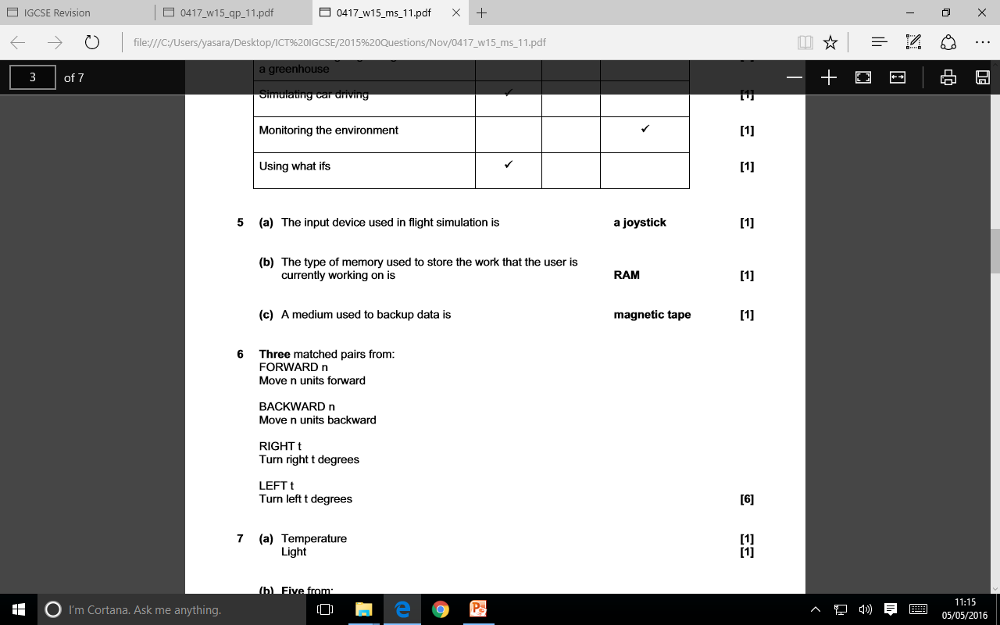 IGCSE Revision 0417_w15_qp_11.pdf 0417_w15_ms_11.pdf
file:///C:/Users/yasara/Desktop/ICT%20IGCSE/2015%20Questions/Nov/0417_w15_ms_11.pdf
3 of 7
a greenhouse
Simulating car driving ✓ [1]
Monitoring the environment ✓ [1]
Using what ifs ✓ [1]
5 (a) The input device used in flight simulation is a joystick [1]
(b) The type of memory used to store the work that the user is
currently working on is RAM [1]
(c) A medium used to backup data is magnetic tape [1]
6 Three matched pairs from:
FORWARD n
Move n units forward
BACKWARD n
Move n units backward
RIGHT t
Turn right t degrees
LEFT t
Turn left t degrees [6]
7 (a) Temperature [1]
Light [1]
(b) Five from:
I'm Cortana. Ask me anything.
11:15
05/05/2016